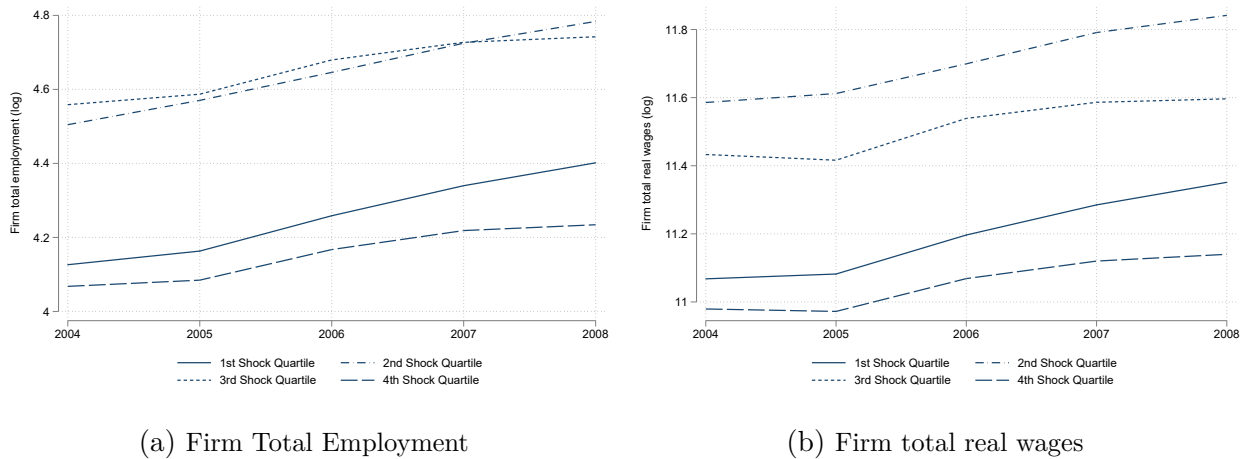 Firm total employment (log)
4.8
4.6
4.4
4.2
4
2004 2005 2006 2007 2008
1st Shock Quartile 2nd Shock Quartile
3rd Shock Quartile 4th Shock Quartile
(a) Firm Total Employment
Firm total real wages (log)
11.8
11.6
11.4
11.2
11
2004 2005 2006 2007 2008
1st Shock Quartile 2nd Shock Quartile
3rd Shock Quartile 4th Shock Quartile
(b) Firm total real wages